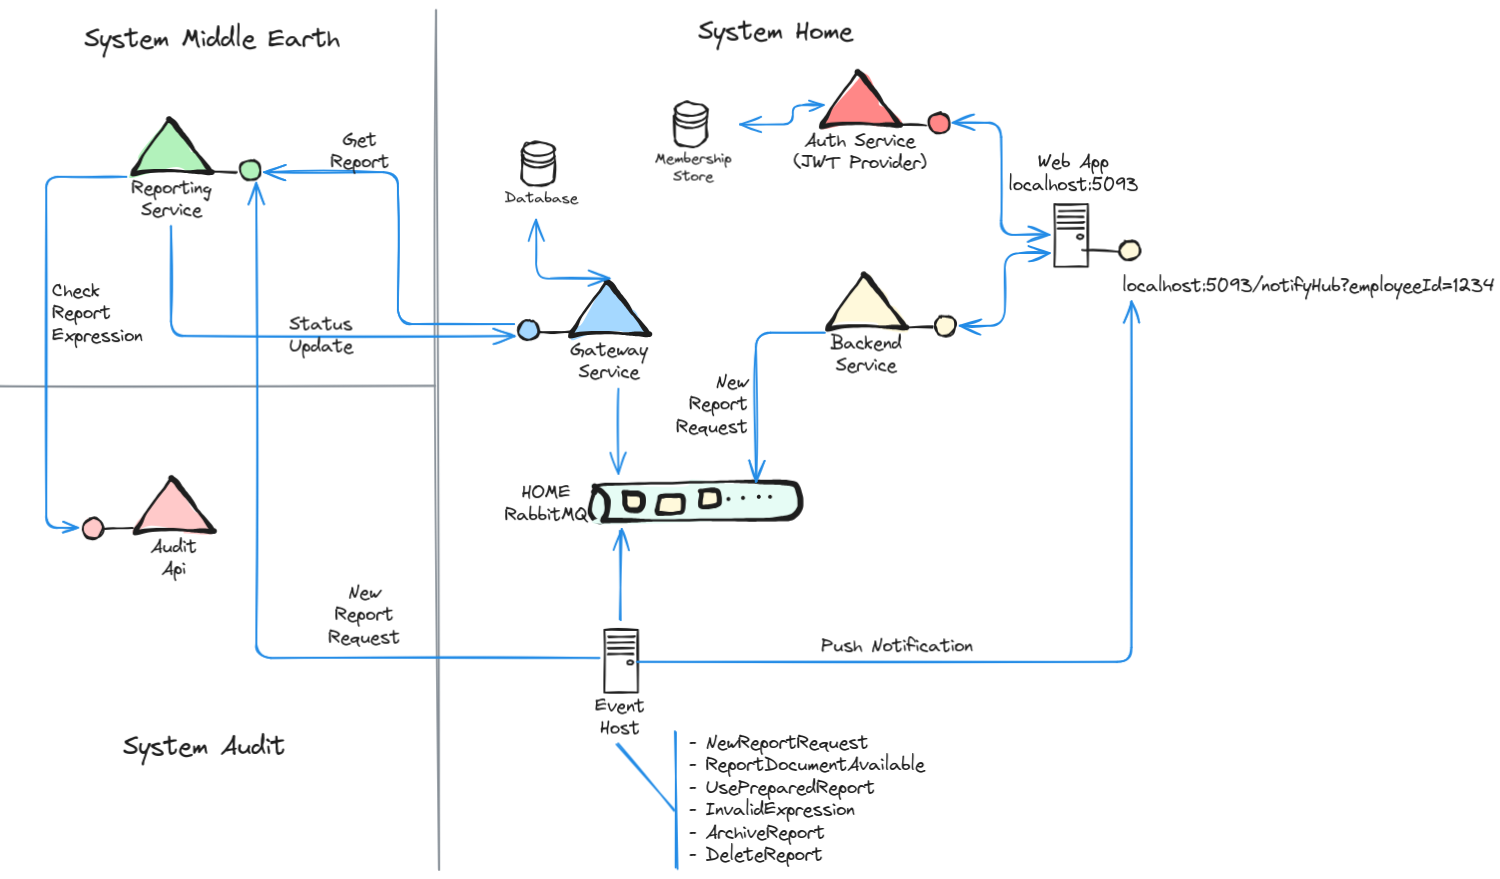 System Middle Earth
System Home
Get
Report
Reporting
Service
Database
Membership
Store
Auth Service
(JWT Provider)
Web App
localhost:5093
localhost:5093/notifyHub?employeeId=1234
Check
Report
Expression
Status
Update
Gateway
Service
Backend
Service
New
Report
Request
HOME
RabbitMQ
Audit
Api
New
Report
Request
Push Notification
Event
Host
System Audit
- NewReportRequest
- ReportDocumentAvailable
- UsePreparedReport
- InvalidExpression
- ArchiveReport
- DeleteReport